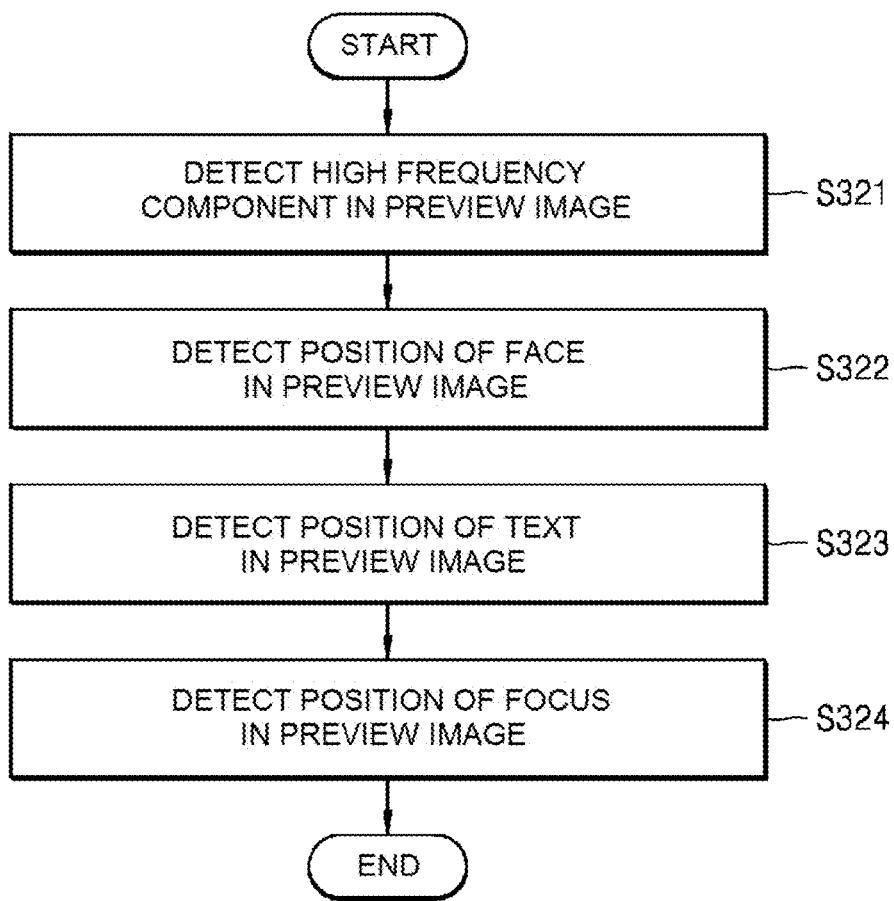 START
DETECT HIGH FREQUENCY
COMPONENT IN PREVIEW IMAGE
S321
DETECT POSITION OF FACE
IN PREVIEW IMAGE
S322
DETECT POSITION OF TEXT
IN PREVIEW IMAGE
S323
DETECT POSITION OF FOCUS
IN PREVIEW IMAGE
S324
END